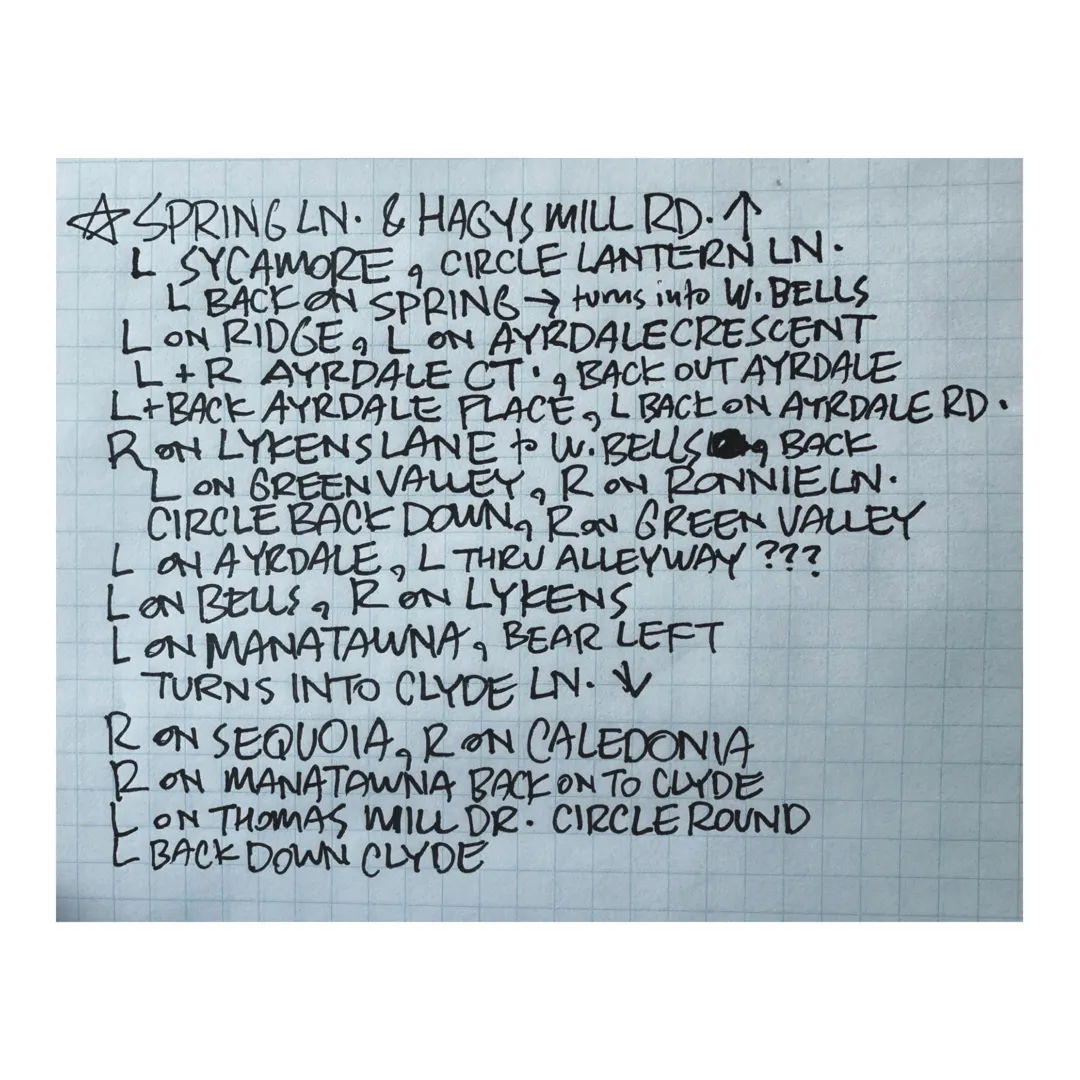 ☆ SPRING LN. & HAGYS MILL RD. ↑
L SYCAMORE, CIRCLE LANTERN LN.
L BACK ON SPRING → turns into W. BELLS
L ON RIDGE, L ON AYRDALE CRESCENT
L + R AYRDALE CT., BACK OUT AYRDALE
L + BACK AYRDALE PLACE, L BACK ON AYRDALE RD.
R ON LYKENS LANE to W. BELLS, BACK
L ON GREEN VALLEY, R ON RONNIE LN.
CIRCLE BACK DOWN, R ON GREEN VALLEY
L ON AYRDALE, L THRU ALLEYWAY ???
L ON BELLS, R ON LYKENS
L ON MANATAWNA, BEAR LEFT
TURNS INTO CLYDE LN. ↓
R ON SEQUOIA, R ON CALEDONIA
R ON MANATAWNA BACK ON TO CLYDE
L ON THOMAS MILL DR. CIRCLE ROUND
L BACK DOWN CLYDE